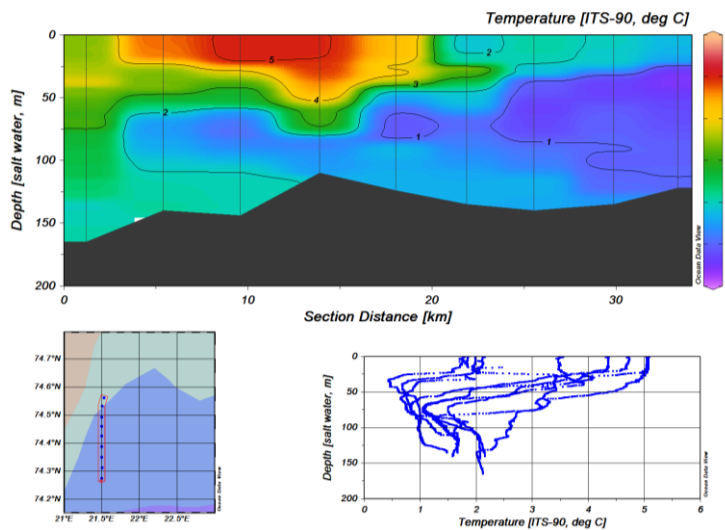 Temperature [ITS-90, deg C]
0
50
100
150
200
Depth [salt water, m]
5
4
3
2
2
1
1
Ocean Data View
0
10
20
30
Section Distance [km]
74.7°N
74.6°N
74.5°N
74.4°N
74.3°N
74.2°N
21°E
21.5°E
22°E
22.5°E
Ocean Data View
0
50
100
150
200
Depth [salt water, m]
Ocean Data View
0
1
2
3
4
5
6
Temperature [ITS-90, deg C]